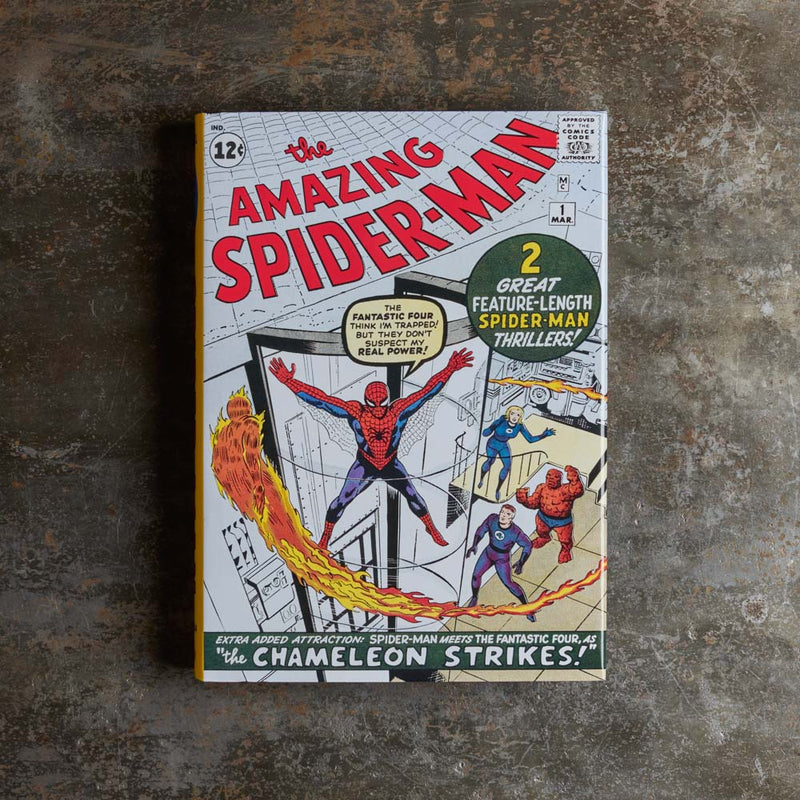 IND.
12¢
APPROVED
BY THE
COMICS
CODE
AUTHORITY
the
AMAZING
SPIDER-MAN
M
C
1
MAR.
2
GREAT
FEATURE-LENGTH
SPIDER-MAN
THRILLERS!
THE
FANTASTIC FOUR
THINK I'M TRAPPED!
BUT THEY DON'T
SUSPECT MY
REAL POWER!
EXTRA ADDED ATTRACTION: SPIDER-MAN MEETS THE FANTASTIC FOUR, AS
"the CHAMELEON STRIKES!"